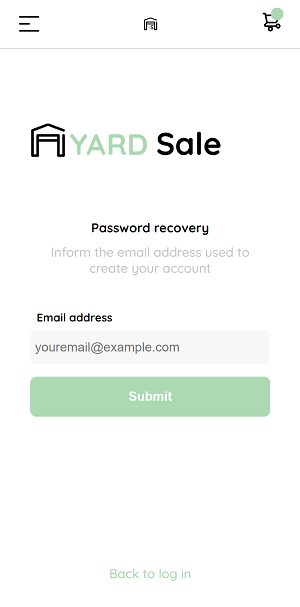 YARD Sale
Password recovery
Inform the email address used to
create your account
Email address
youremail@example.com
Submit
Back to log in